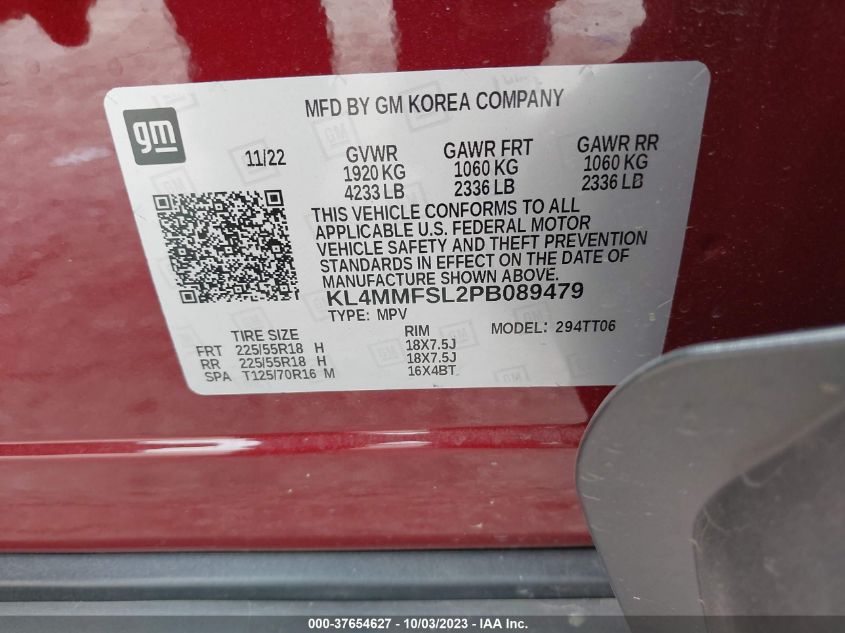 MFD BY GM KOREA COMPANY
gm
11/22
GVWR GAWR FRT GAWR RR
1920 KG 1060 KG 1060 KG
4233 LB 2336 LB 2336 LB
THIS VEHICLE CONFORMS TO ALL
APPLICABLE U.S. FEDERAL MOTOR
VEHICLE SAFETY AND THEFT PREVENTION
STANDARDS IN EFFECT ON THE DATE OF
MANUFACTURE SHOWN ABOVE.
KL4MMFSL2PB089479
TYPE: MPV
TIRE SIZE RIM MODEL: 294TT06
FRT 225/55R18 H 18X7.5J
RR 225/55R18 H 18X7.5J
SPA T125/70R16 M 16X4BT
000-37654627 - 10/03/2023 - IAA Inc.